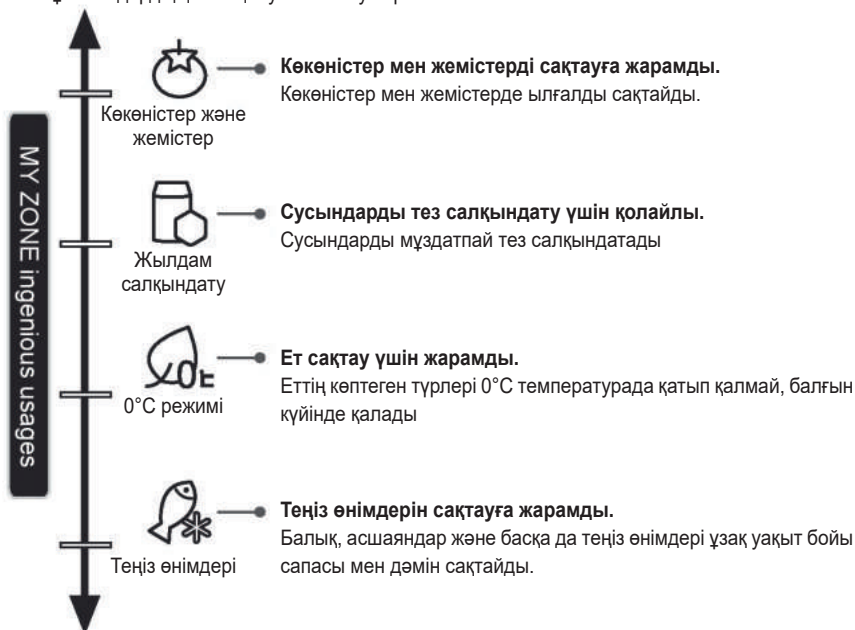 MY ZONE ingenious usages
Көкөністер және
жемістер
Көкөністер мен жемістерді сақтауға жарамды.
Көкөністер мен жемістерде ылғалды сақтайды.
Жылдам
салқындату
Сусындарды тез салқындату үшін қолайлы.
Сусындарды мұздатпай тез салқындатады
0°C режимі
Ет сақтау үшін жарамды.
Еттің көптеген түрлері 0°C температурада қатып қалмай, балғын
күйінде қалады
Теңіз өнімдері
Теңіз өнімдерін сақтауға жарамды.
Балық, асшаяндар және басқа да теңіз өнімдері ұзақ уақыт бойы
сапасы мен дәмін сақтайды.